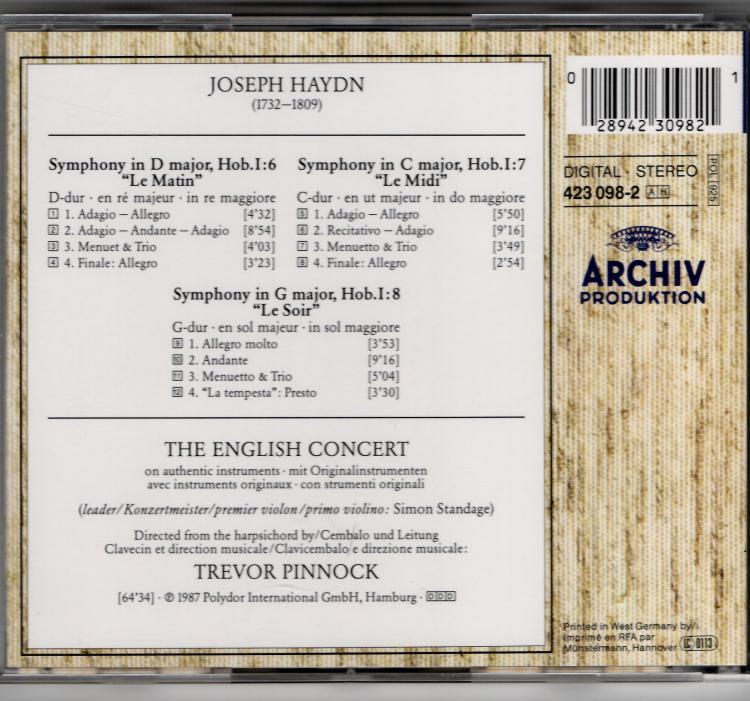 JOSEPH HAYDN
(1732–1809)
Symphony in D major, Hob.I:6
“Le Matin”
D-dur · en ré majeur · in re maggiore
1 1. Adagio – Allegro [4’32]
2 2. Adagio – Andante – Adagio [8’54]
3 3. Menuet & Trio [4’03]
4 4. Finale: Allegro [3’23]
Symphony in C major, Hob.I:7
“Le Midi”
C-dur · en ut majeur · in do maggiore
5 1. Adagio – Allegro [5’50]
6 2. Recitativo – Adagio [9’16]
7 3. Menuetto & Trio [3’49]
8 4. Finale: Allegro [2’54]
Symphony in G major, Hob.I:8
“Le Soir”
G-dur · en sol majeur · in sol maggiore
9 1. Allegro molto [3’53]
10 2. Andante [9’16]
11 3. Menuetto & Trio [5’04]
12 4. “La tempesta”: Presto [3’30]
THE ENGLISH CONCERT
on authentic instruments · mit Originalinstrumenten
avec instruments originaux · con strumenti originali
(leader/Konzertmeister/premier violon/primo violino: Simon Standage)
Directed from the harpsichord by/Cembalo und Leitung
Clavecin et direction musicale/Clavicembalo e direzione musicale:
TREVOR PINNOCK
[64’34] · ℗ 1987 Polydor International GmbH, Hamburg · DDD
0 28942 30982 1
DIGITAL · STEREO
423 098-2 AH
POL 925
ARCHIV
PRODUKTION
Printed in West Germany by/
Imprimé en RFA par
Münstermann, Hannover IC 0113